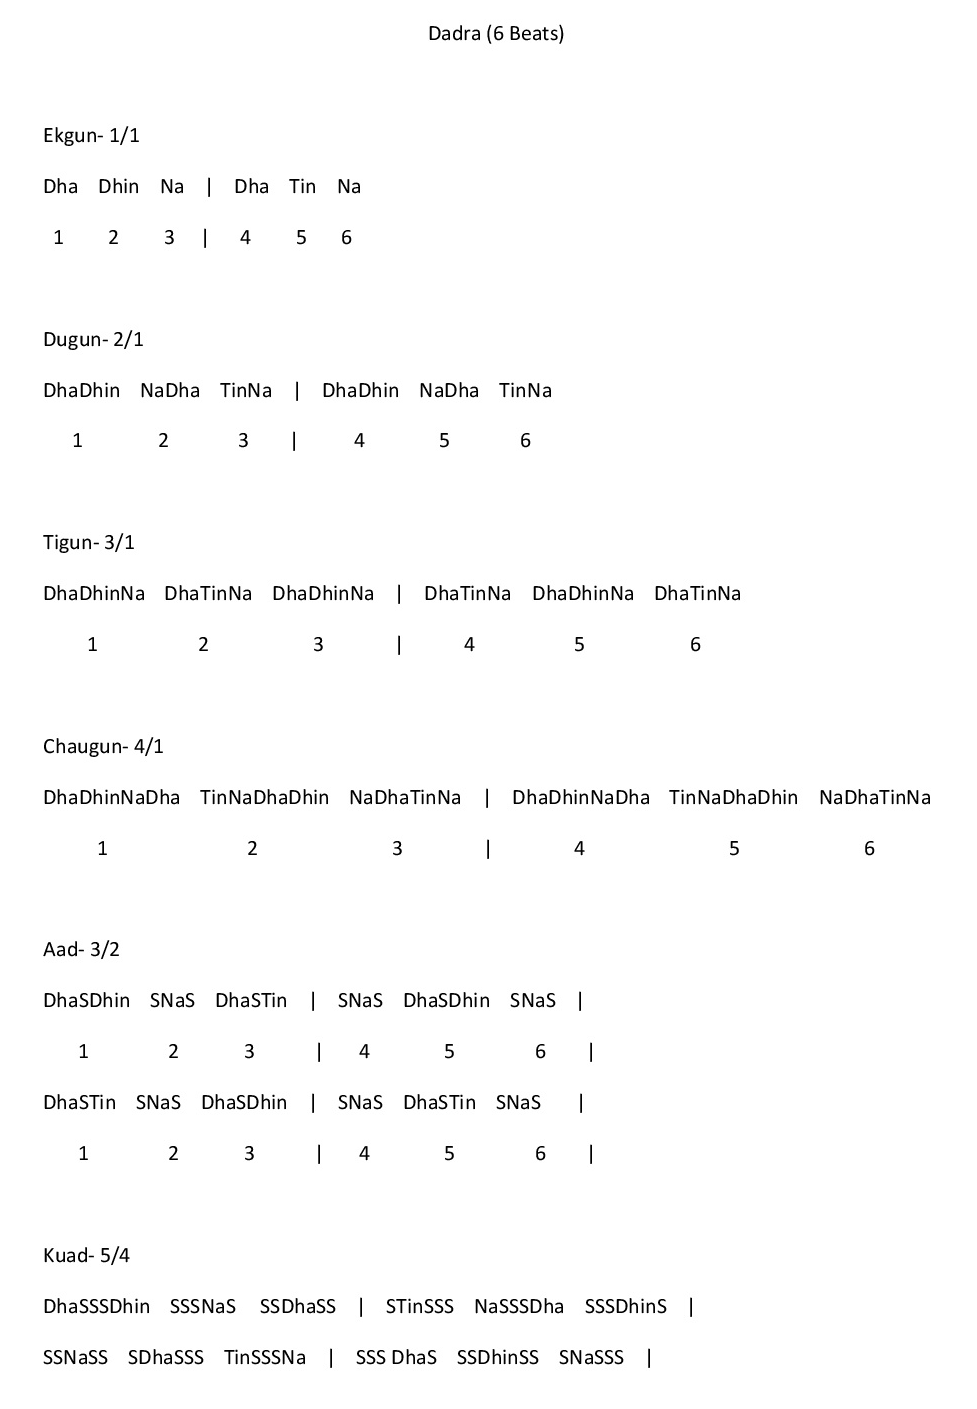 Dadra (6 Beats)
Ekgun- 1/1
Dha Dhin Na | Dha Tin Na
1 2 3 | 4 5 6
Dugun- 2/1
DhaDhin NaDha TinNa | DhaDhin NaDha TinNa
1 2 3 | 4 5 6
Tigun- 3/1
DhaDhinNa DhaTinNa DhaDhinNa | DhaTinNa DhaDhinNa DhaTinNa
1 2 3 | 4 5 6
Chaugun- 4/1
DhaDhinNaDha TinNaDhaDhin NaDhaTinNa | DhaDhinNaDha TinNaDhaDhin NaDhaTinNa
1 2 3 | 4 5 6
Aad- 3/2
DhaSDhin SNaS DhaSTin | SNaS DhaSDhin SNaS |
1 2 3 | 4 5 6 |
DhaSTin SNaS DhaSDhin | SNaS DhaSTin SNaS |
1 2 3 | 4 5 6 |
Kuad- 5/4
DhaSSSDhin SSSNaS SSDhaSS | STinSSS NaSSSDha SSSDhinS |
SSNaSS SDhaSSS TinSSSNa | SSS DhaS SSDhinSS SNaSSS |